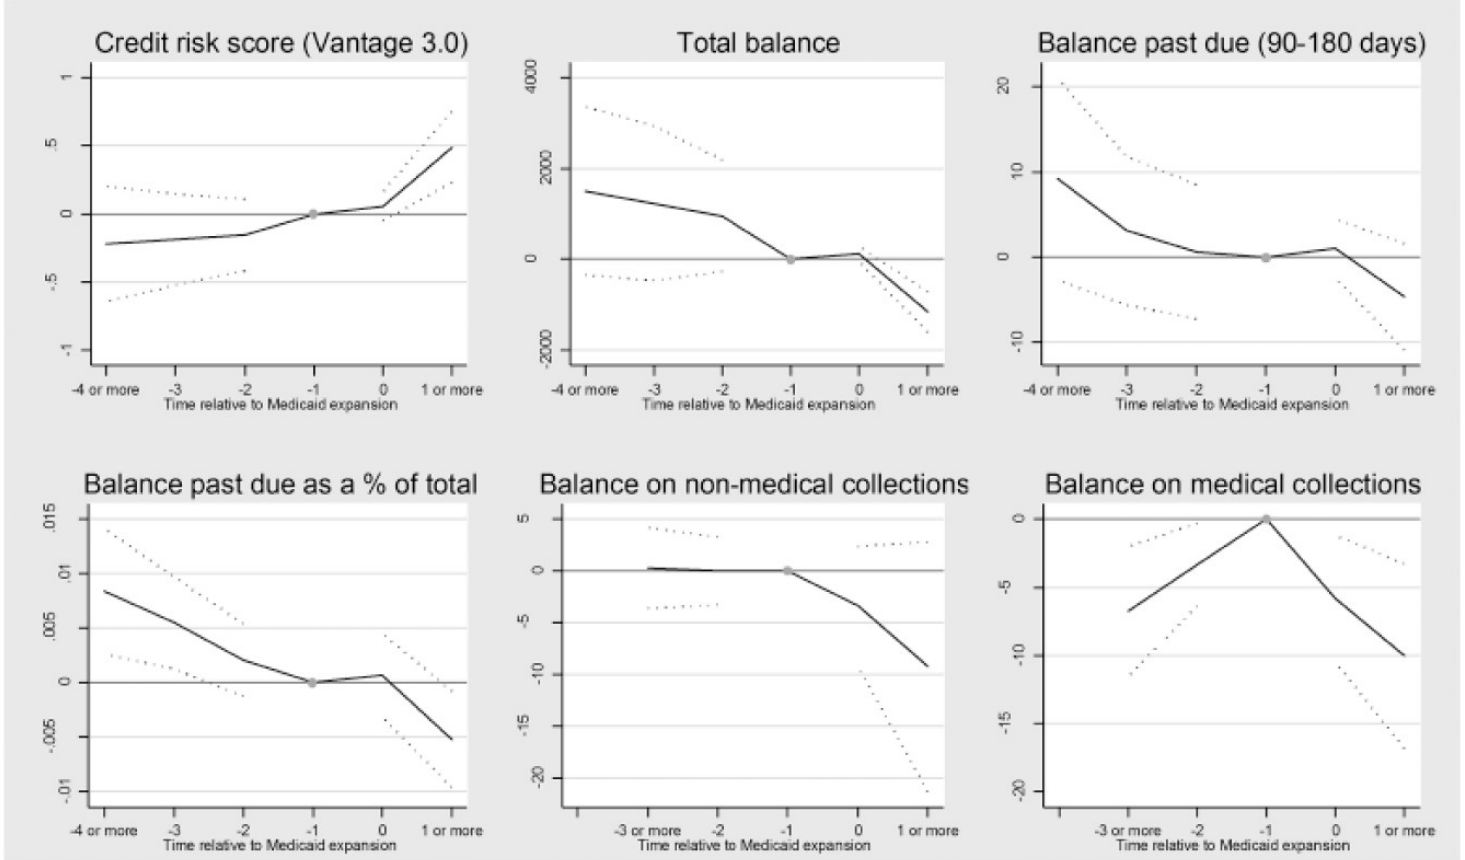 Credit risk score (Vantage 3.0)
1
.5
0
-.5
-1
-4 or more -3 -2 -1 0 1 or more
Time relative to Medicaid expansion
Total balance
4000
2000
0
-2000
-4 or more -3 -2 -1 0 1 or more
Time relative to Medicaid expansion
Balance past due (90-180 days)
20
10
0
-10
-4 or more -3 -2 -1 0 1 or more
Time relative to Medicaid expansion
Balance past due as a % of total
.015
.01
.005
0
-.005
-.01
-4 or more -3 -2 -1 0 1 or more
Time relative to Medicaid expansion
Balance on non-medical collections
5
0
-5
-10
-15
-20
-3 or more -2 -1 0 1 or more
Time relative to Medicaid expansion
Balance on medical collections
0
-5
-10
-15
-20
-3 or more -2 -1 0 1 or more
Time relative to Medicaid expansion